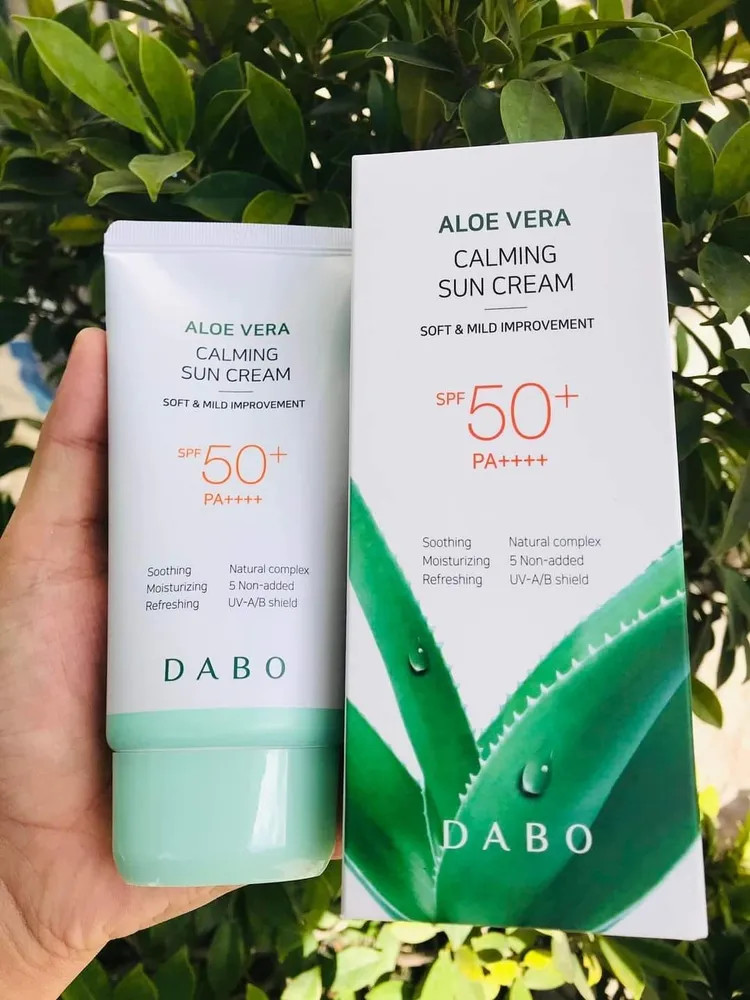 ALOE VERA
CALMING
SUN CREAM
SOFT & MILD IMPROVEMENT
SPF 50+
PA++++
Soothing Natural complex
Moisturizing 5 Non-added
Refreshing UV-A/B shield
DABO
ALOE VERA
CALMING
SUN CREAM
SOFT & MILD IMPROVEMENT
SPF 50+
PA++++
Soothing Natural complex
Moisturizing 5 Non-added
Refreshing UV-A/B shield
DABO